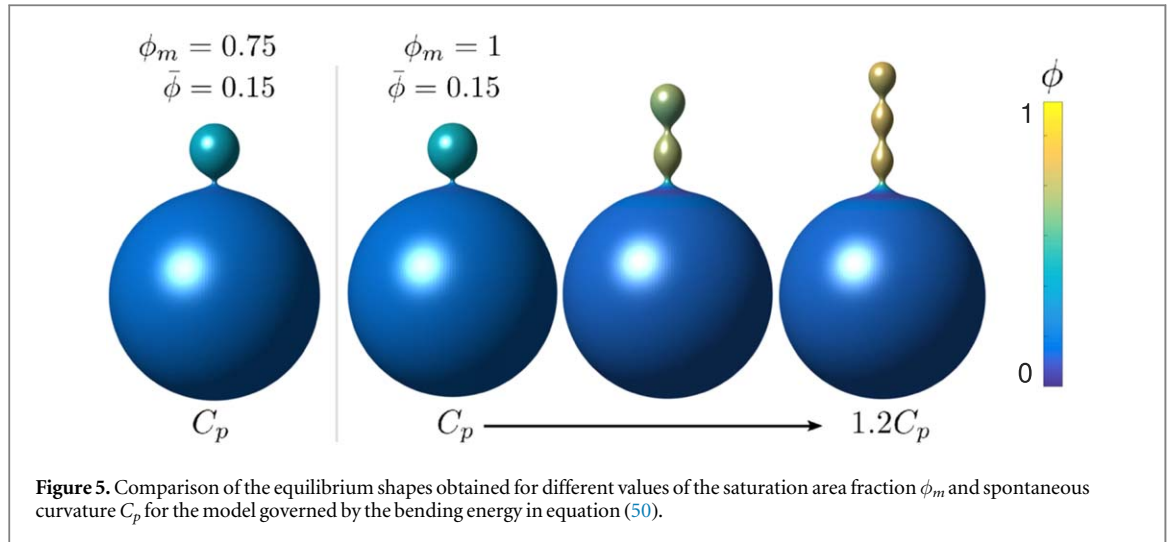 ϕₘ = 0.75
ϕ̄ = 0.15
ϕₘ = 1
ϕ̄ = 0.15
ϕ
1
0
Cₚ
Cₚ
1.2Cₚ
Figure 5. Comparison of the equilibrium shapes obtained for different values of the saturation area fraction ϕₘ and spontaneous
curvature Cₚ for the model governed by the bending energy in equation (50).